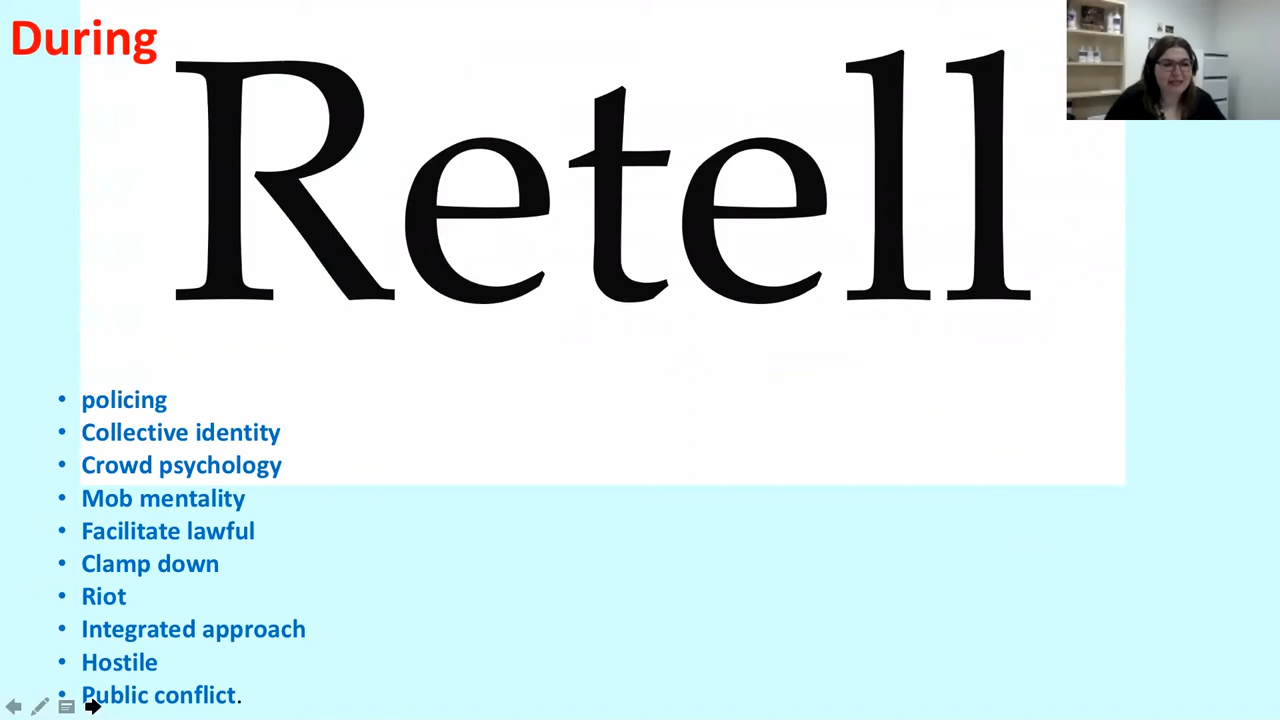 During
Retell
• policing
• Collective identity
• Crowd psychology
• Mob mentality
• Facilitate lawful
• Clamp down
• Riot
• Integrated approach
• Hostile
• Public conflict.